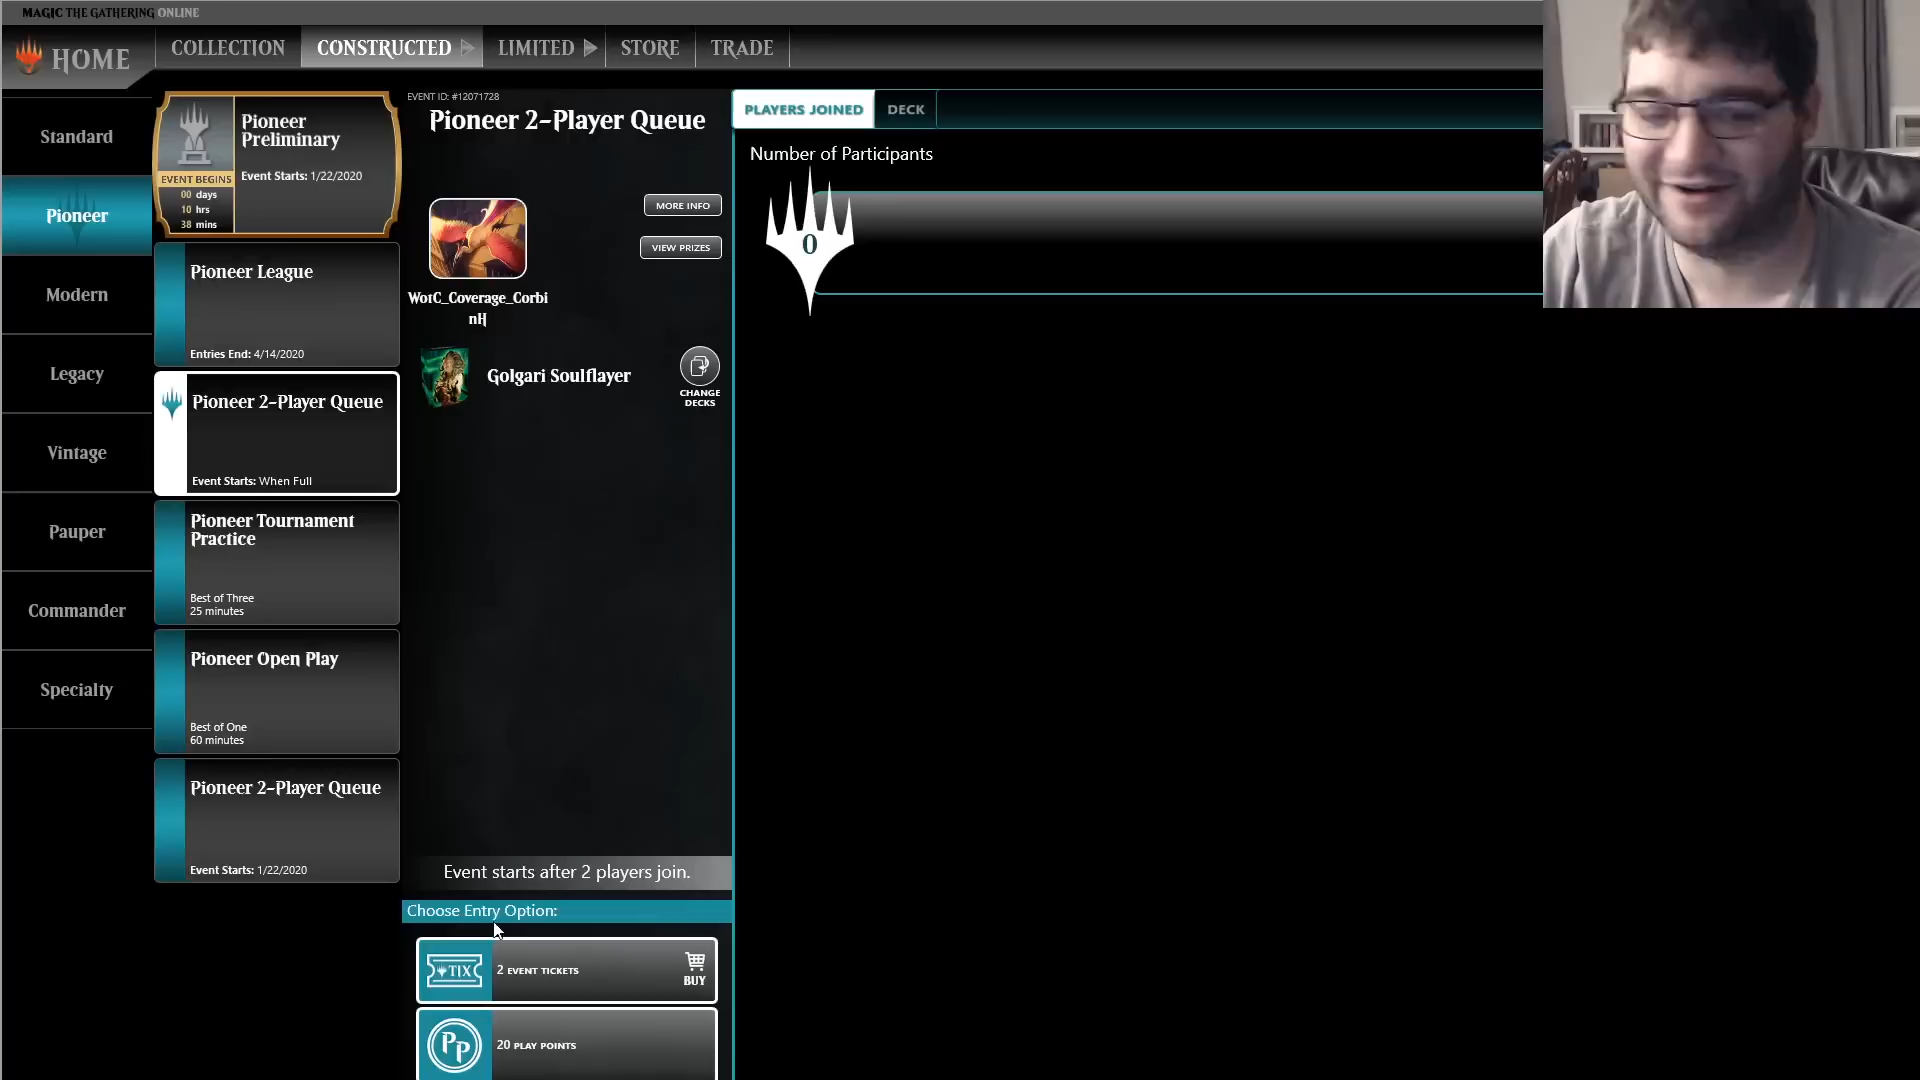 MAGIC THE GATHERING ONLINE
HOME
COLLECTION
CONSTRUCTED
LIMITED
STORE
TRADE
Standard
Pioneer
Modern
Legacy
Vintage
Pauper
Commander
Specialty
Pioneer
Preliminary
Event Starts: 1/22/2020
EVENT BEGINS
00 days
10 hrs
38 mins
Pioneer League
Entries End: 4/14/2020
Pioneer 2-Player Queue
Event Starts: When Full
Pioneer Tournament
Practice
Best of Three
25 minutes
Pioneer Open Play
Best of One
60 minutes
Pioneer 2-Player Queue
Event Starts: 1/22/2020
EVENT ID: #12071728
Pioneer 2-Player Queue
MORE INFO
VIEW PRIZES
WotC_Coverage_Corbi
nH
Golgari Soulflayer
CHANGE
DECKS
Event starts after 2 players join.
Choose Entry Option:
TIX
2 EVENT TICKETS
BUY
PP
20 PLAY POINTS
PLAYERS JOINED
DECK
Number of Participants
0